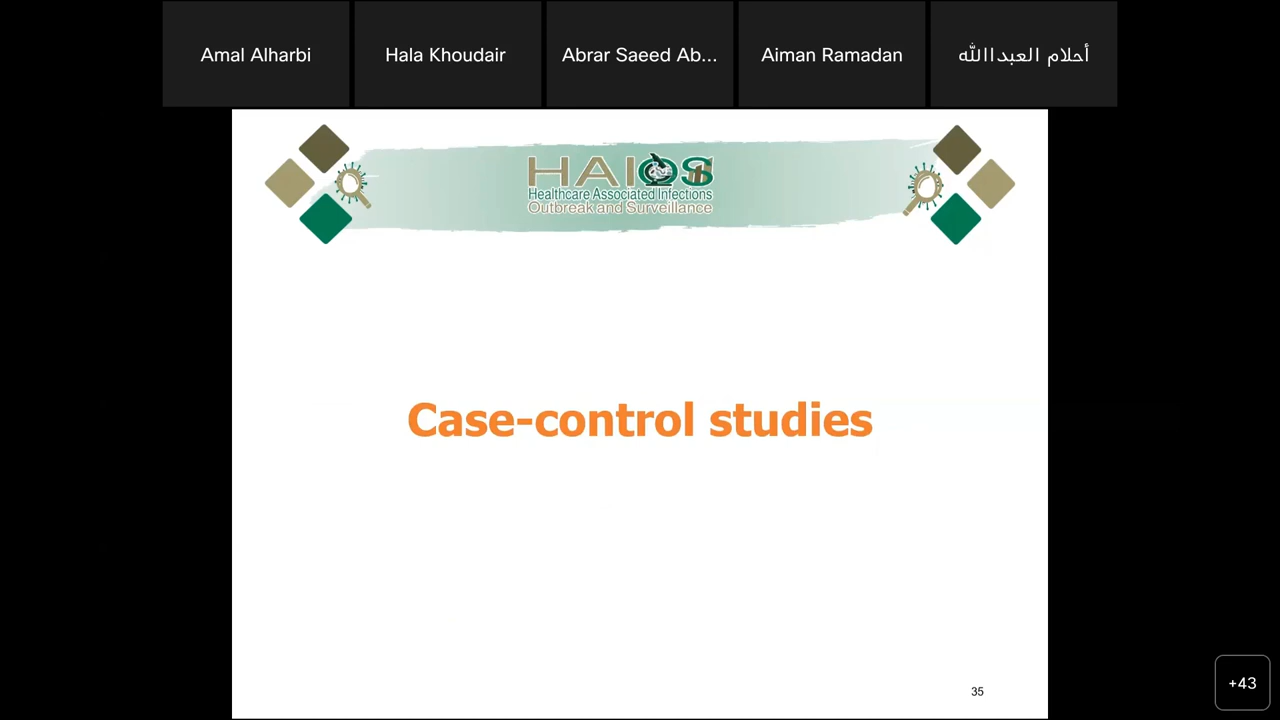 Amal Alharbi
Hala Khoudair
Abrar Saeed Ab...
Aiman Ramadan
أحلام العبداالله
HAIOS
Healthcare Associated Infections
Outbreak and Surveillance
Case-control studies
35
+43